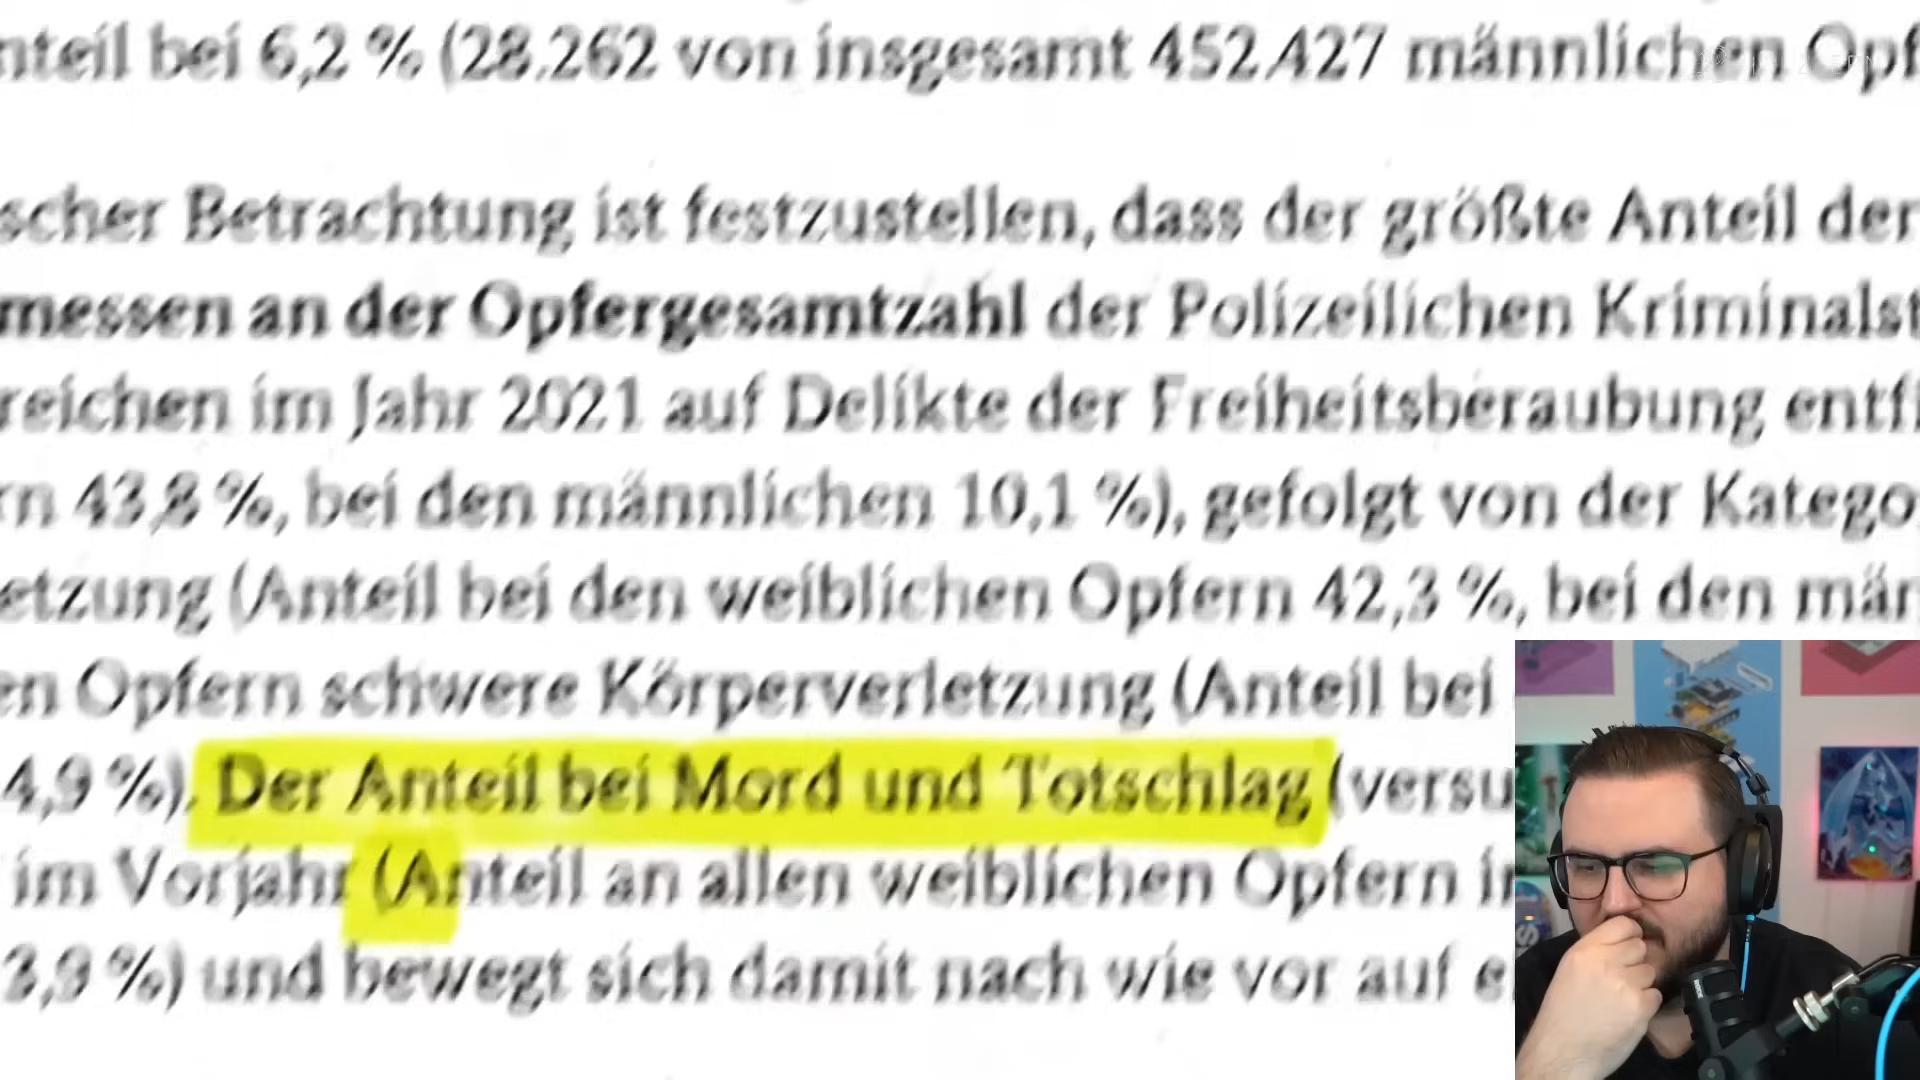 nteil bei 6,2 % (28.262 von insgesamt 452.427 männlichen Opf
scher Betrachtung ist festzustellen, dass der größte Anteil der
messen an der Opfergesamtzahl der Polizeilichen Kriminalst
reichen im Jahr 2021 auf Delikte der Freiheitsberaubung entfi
rn 43,8 %, bei den männlichen 10,1 %), gefolgt von der Katego
etzung (Anteil bei den weiblichen Opfern 42,3 %, bei den män
en Opfern schwere Körperverletzung (Anteil bei
4,9 %). Der Anteil bei Mord und Totschlag (versu
im Vorjahr (Anteil an allen weiblichen Opfern in
3,9 %) und bewegt sich damit nach wie vor auf e